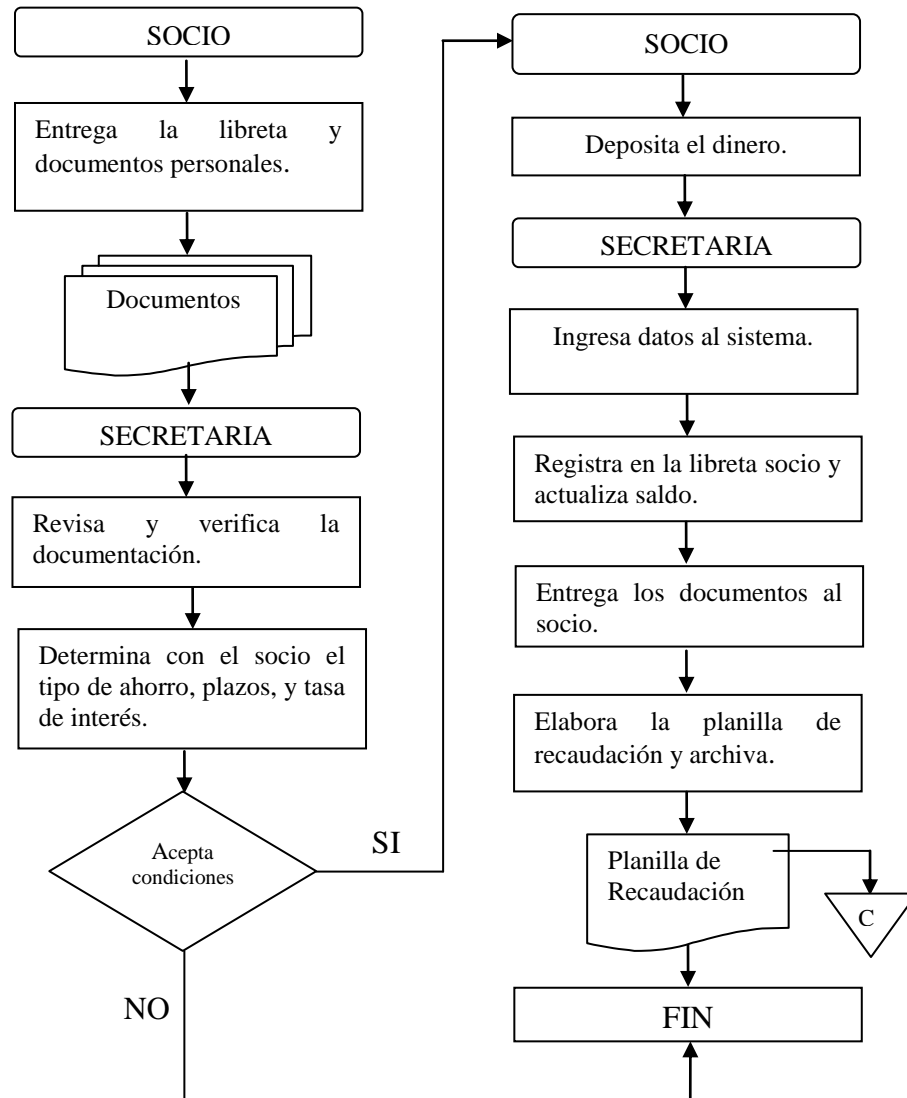 SOCIO
Entrega la libreta y
documentos personales.
Documentos
SECRETARIA
Revisa y verifica la
documentación.
Determina con el socio el
tipo de ahorro, plazos, y tasa
de interés.
Acepta
condiciones
SI
NO
SOCIO
Deposita el dinero.
SECRETARIA
Ingresa datos al sistema.
Registra en la libreta socio y
actualiza saldo.
Entrega los documentos al
socio.
Elabora la planilla de
recaudación y archiva.
Planilla de
Recaudación
C
FIN